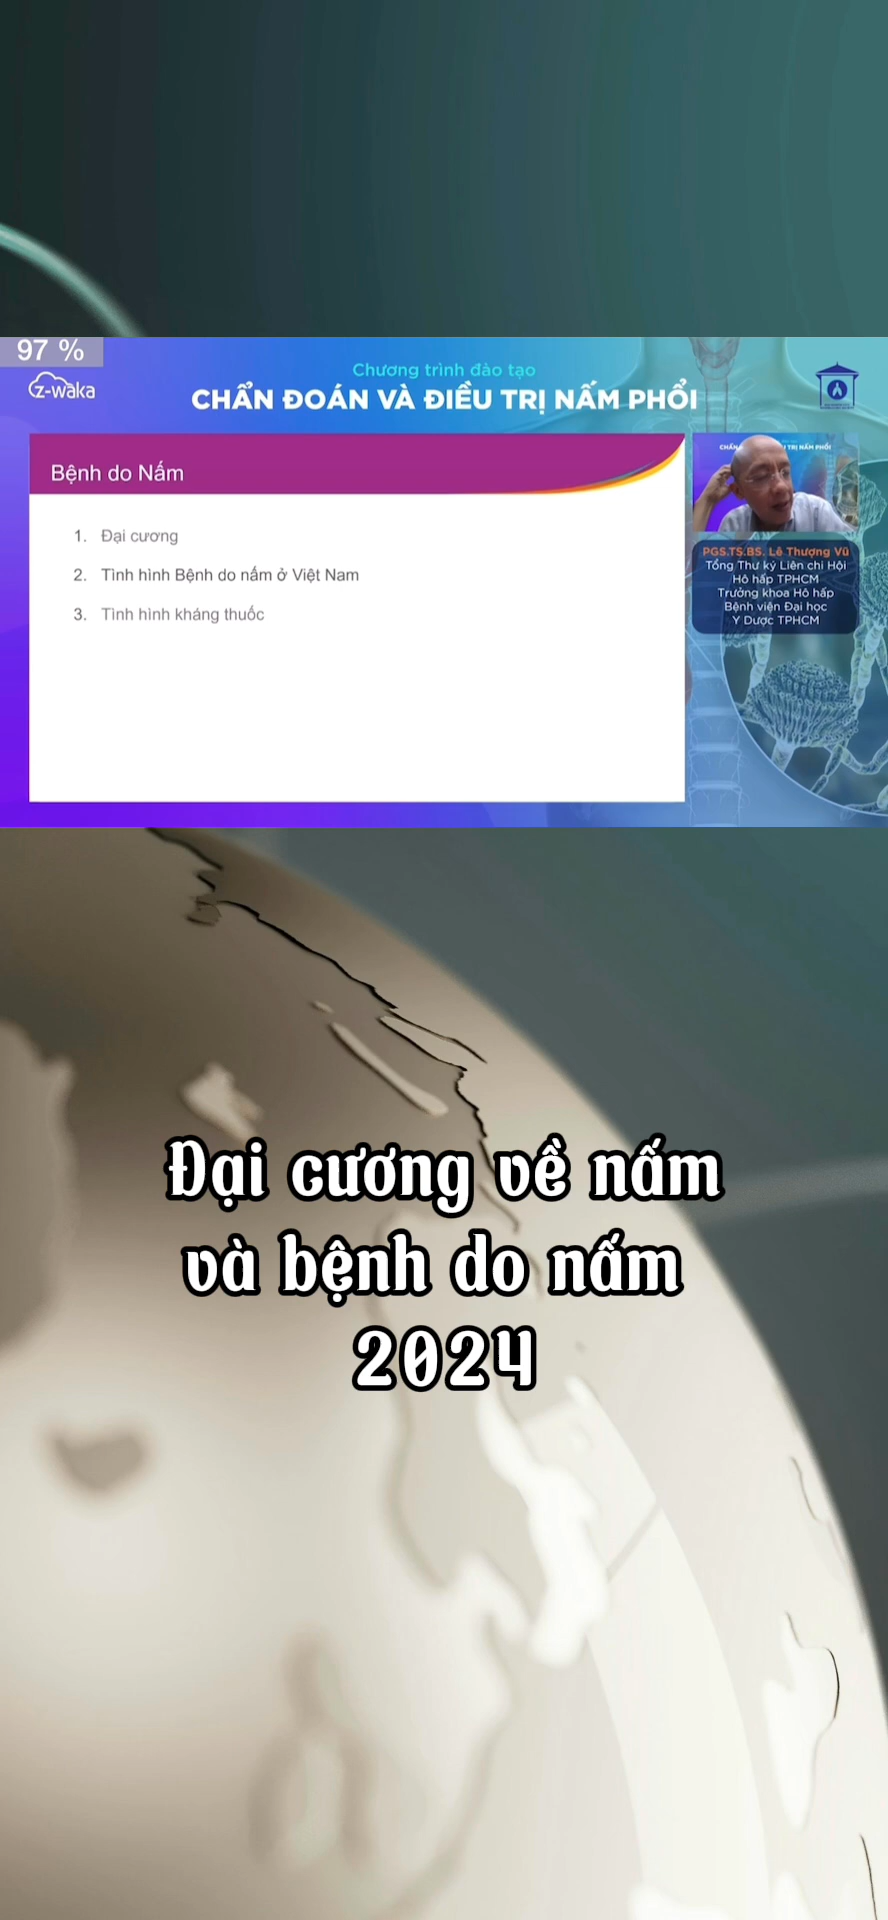 97 %
z-waka
Chương trình đào tạo
CHẨN ĐOÁN VÀ ĐIỀU TRỊ NẤM PHỔI
Bệnh do Nấm
1. Đại cương
2. Tình hình Bệnh do nấm ở Việt Nam
3. Tình hình kháng thuốc
PGS.TS.BS. Lê Thượng Vũ
Tổng Thư ký Liên chi Hội
Hô hấp TPHCM
Trưởng khoa Hô hấp
Bệnh viện Đại học
Y Dược TPHCM
Đại cương về nấm
và bệnh do nấm
2024